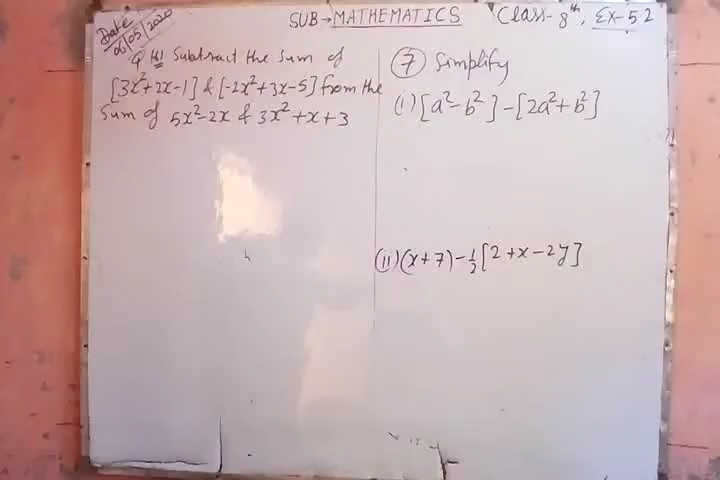 Date
06/05/2020
SUB→MATHEMATICS
Class-8th, Ex-5.2
Subtract the sum of
[3x²+2x-1] & [-2x²+3x-5] from the
sum of 5x²-2x & 3x²+x+3
⑦ Simplify
(i) [a²-b²]-[2a²+b²]
(ii) (x+7)-1/2[2+x-2y]